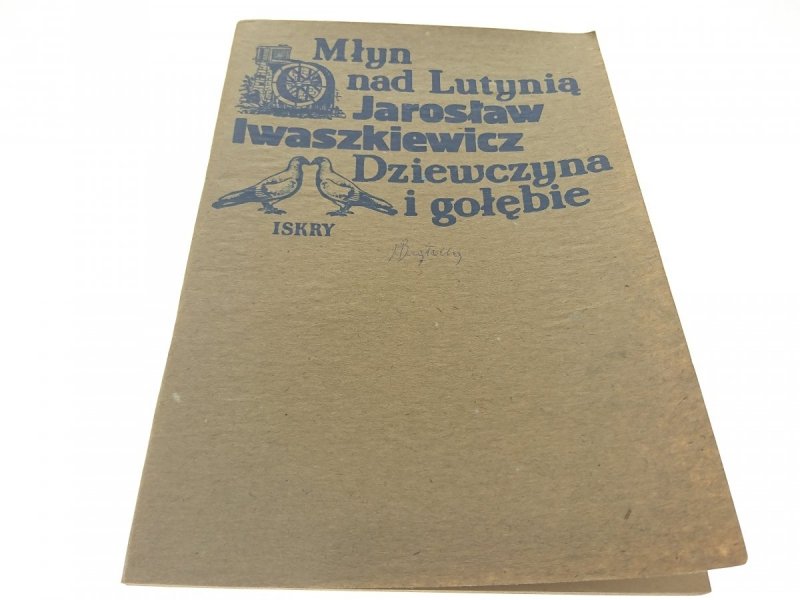 Młyn
nad Lutynią
Jarosław
Iwaszkiewicz
Dziewczyna
i gołębie
ISKRY